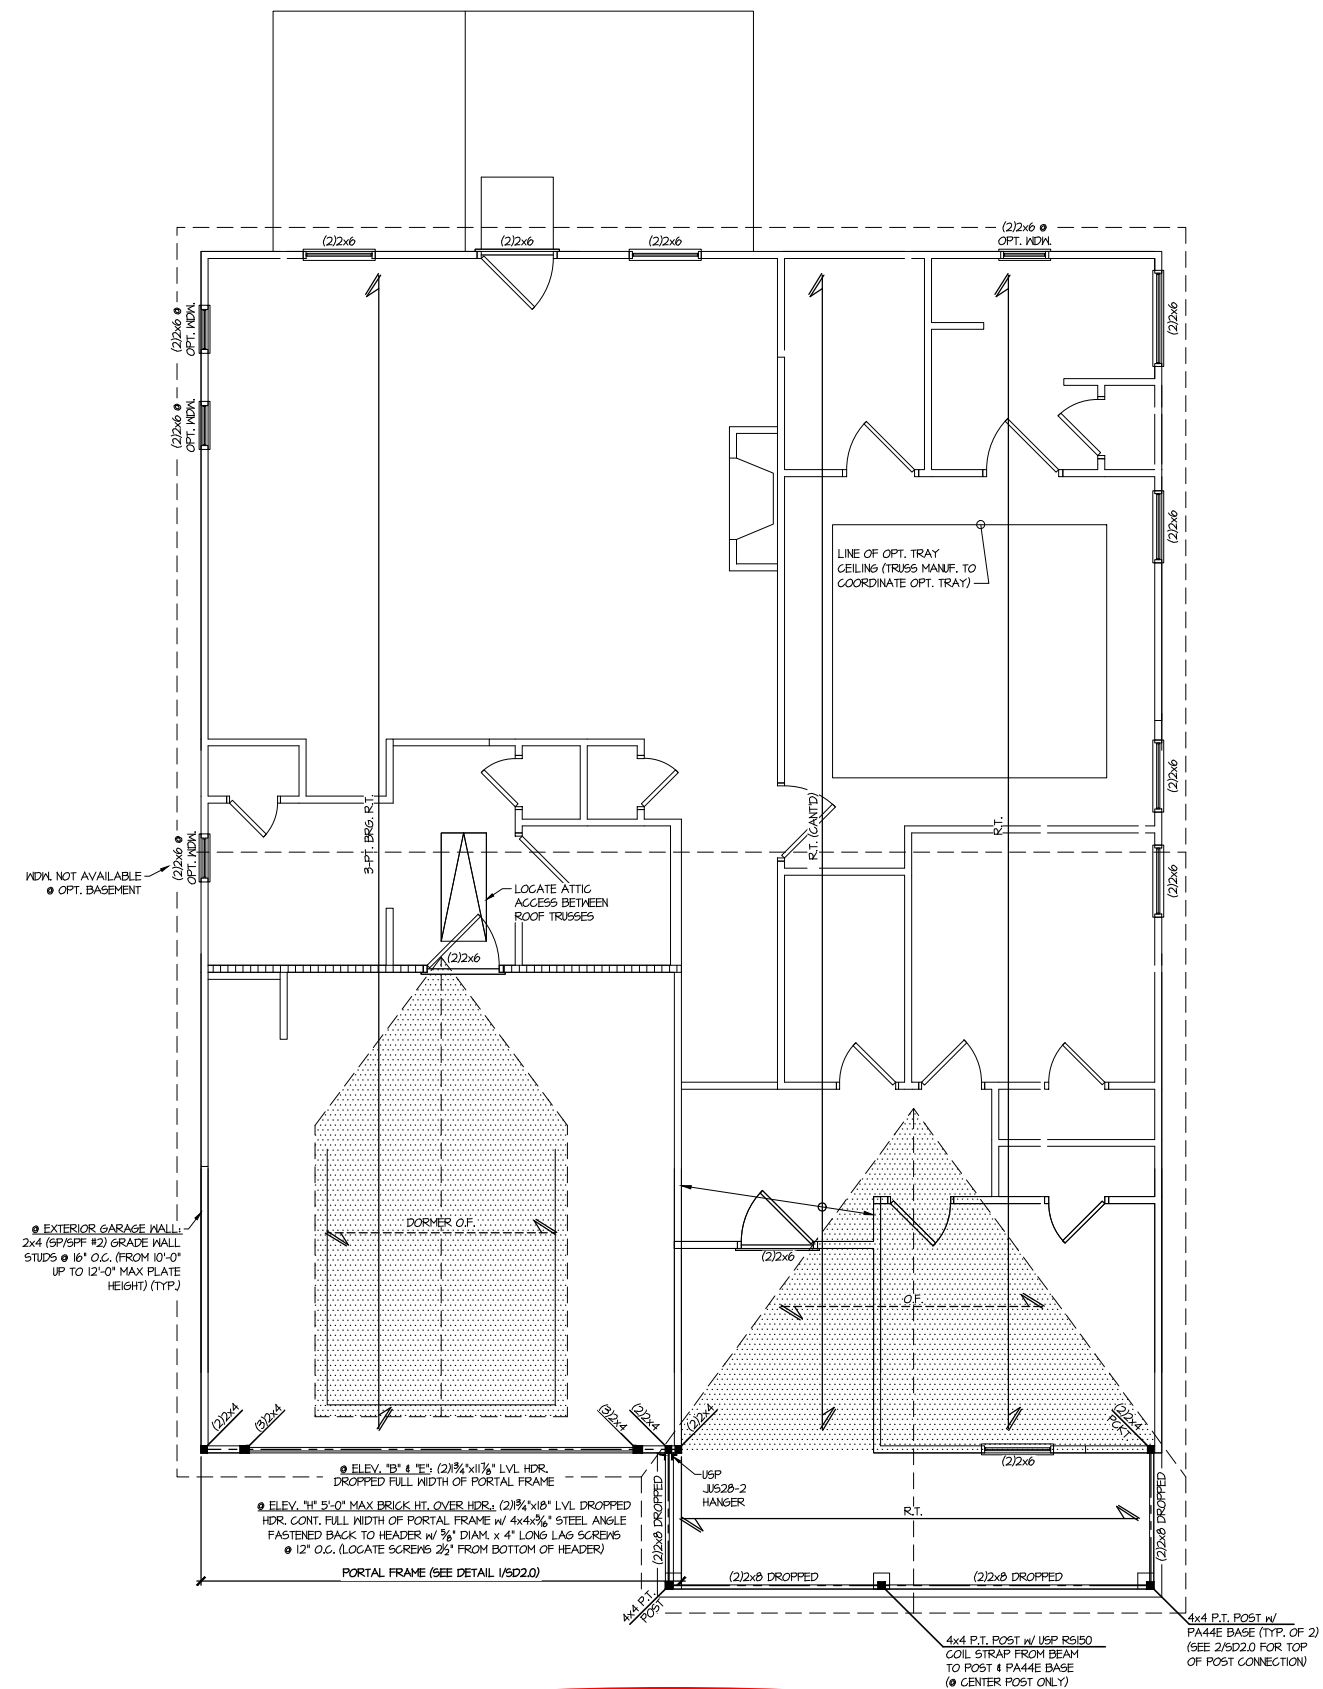 (2)2x6
(2)2x6
(2)2x6
(2)2x6 @
OPT. WDW.
(2)2x6 @
OPT. WDW.
(2)2x6
(2)2x6 @
OPT. WDW.
(2)2x6
LINE OF OPT. TRAY
CEILING (TRUSS MANUF. TO
COORDINATE OPT. TRAY)
(2)2x6
3-PT. BRG. R.T.
R.T. (CANT'D)
R.T.
(2)2x6 @
OPT. WDW.
(2)2x6
WDW. NOT AVAILABLE
@ OPT. BASEMENT
LOCATE ATTIC
ACCESS BETWEEN
ROOF TRUSSES
(2)2x6
@ EXTERIOR GARAGE WALL:
2x4 (SP/SPF #2) GRADE WALL
STUDS @ 16" O.C. (FROM 10'-0"
UP TO 12'-0" MAX PLATE
HEIGHT) (TYP.)
DORMER O.F.
(2)2x6
O.F.
(2)2x4
(3)2x4
(3)2x4
(2)2x4
(2)2x4
(2)2x4
PCKT.
(2)2x6
@ ELEV. "B" & "E": (2)1¾"x11⅞" LVL HDR.
DROPPED FULL WIDTH OF PORTAL FRAME
@ ELEV. "H" 5'-0" MAX BRICK HT. OVER HDR.: (2)1¾"x18" LVL DROPPED
HDR. CONT. FULL WIDTH OF PORTAL FRAME W/ 4x4x5/16" STEEL ANGLE
FASTENED BACK TO HEADER W/ ⅝" DIAM. x 4" LONG LAG SCREWS
@ 12" O.C. (LOCATE SCREWS 2½" FROM BOTTOM OF HEADER)
PORTAL FRAME (SEE DETAIL 1/SD2.0)
USP
JUS28-2
HANGER
(2)2x8 DROPPED
R.T.
(2)2x8 DROPPED
(2)2x8 DROPPED
(2)2x8 DROPPED
4x4 P.T.
POST
4x4 P.T. POST W/ USP RS150
COIL STRAP FROM BEAM
TO POST & PA44E BASE
(@ CENTER POST ONLY)
4x4 P.T. POST W/
PA44E BASE (TYP. OF 2)
(SEE 2/SD2.0 FOR TOP
OF POST CONNECTION)